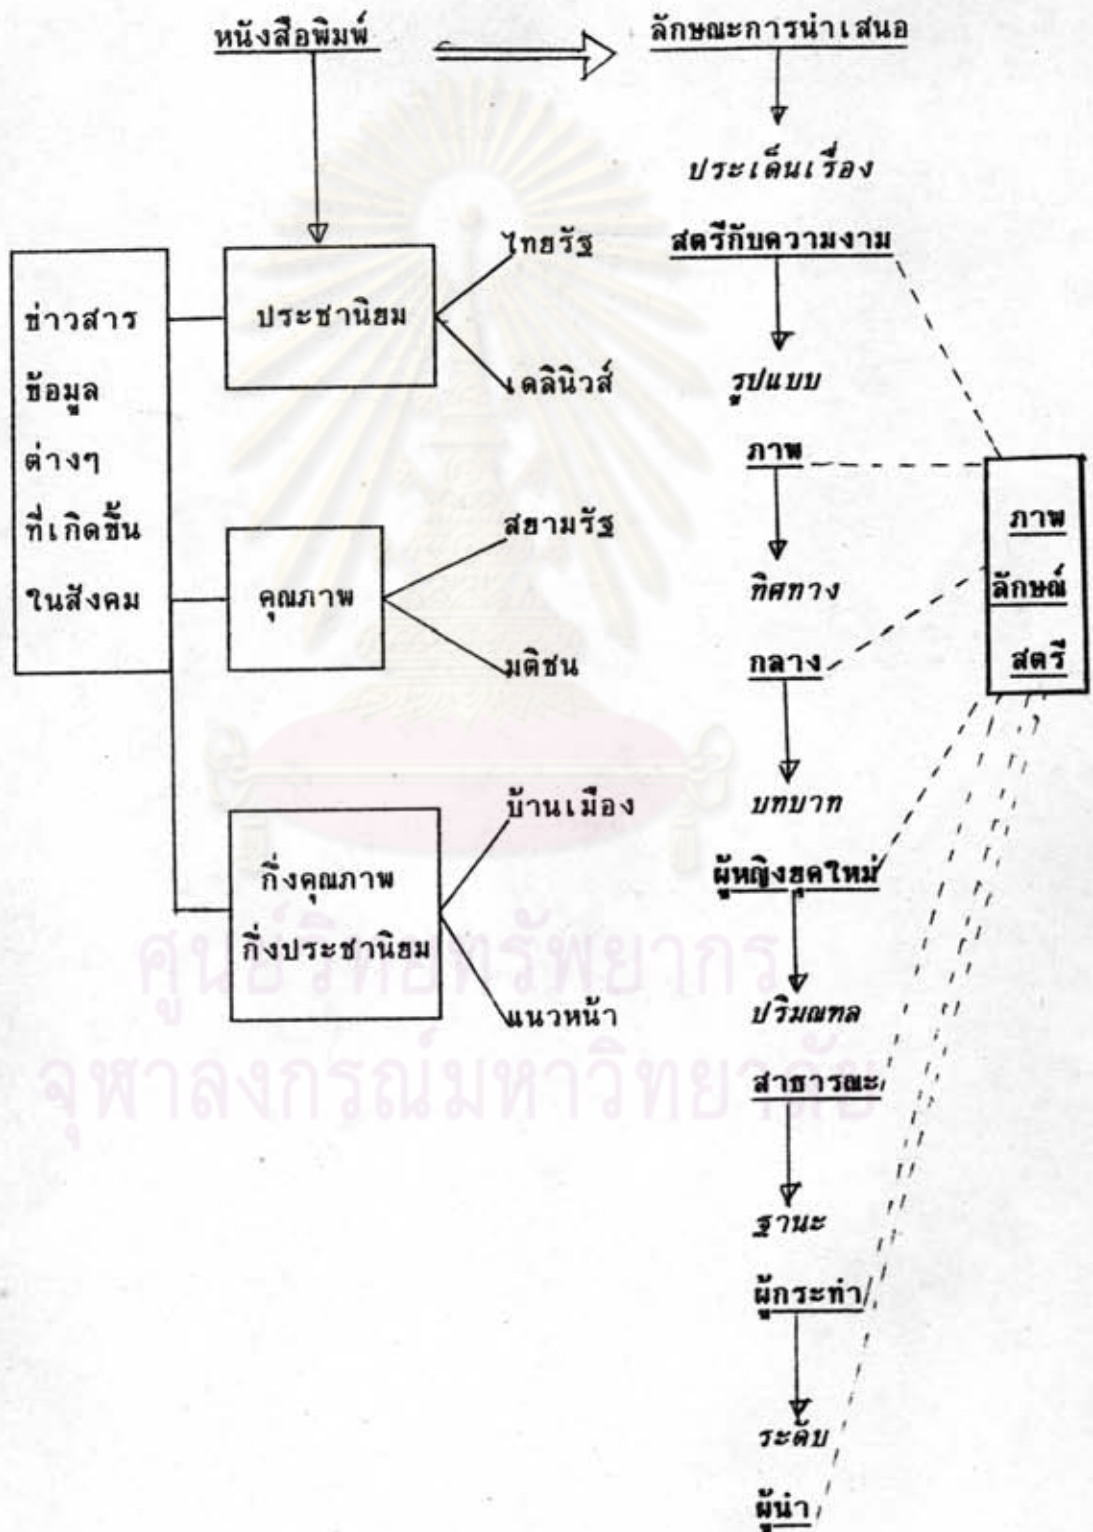 หนังสือพิมพ์
ลักษณะการนำเสนอ
ประเด็นเรื่อง
สตรีกับความงาม
ข่าวสาร
ข้อมูล
ต่างๆ
ที่เกิดขึ้น
ในสังคม
ประชานิยม
ไทยรัฐ
เดลินิวส์
คุณภาพ
สยามรัฐ
มติชน
กึ่งคุณภาพ
กึ่งประชานิยม
บ้านเมือง
แนวหน้า
รูปแบบ
ภาพ
ทิศทาง
กลาง
บทบาท
ผู้หญิงยุคใหม่
ปริมณฑล
สาธารณะ
ฐานะ
ผู้กระทำ
ระดับ
ผู้นำ
ภาพ
ลักษณ์
สตรี
ศูนย์วิทยทรัพยากร
จุฬาลงกรณ์มหาวิทยาลัย